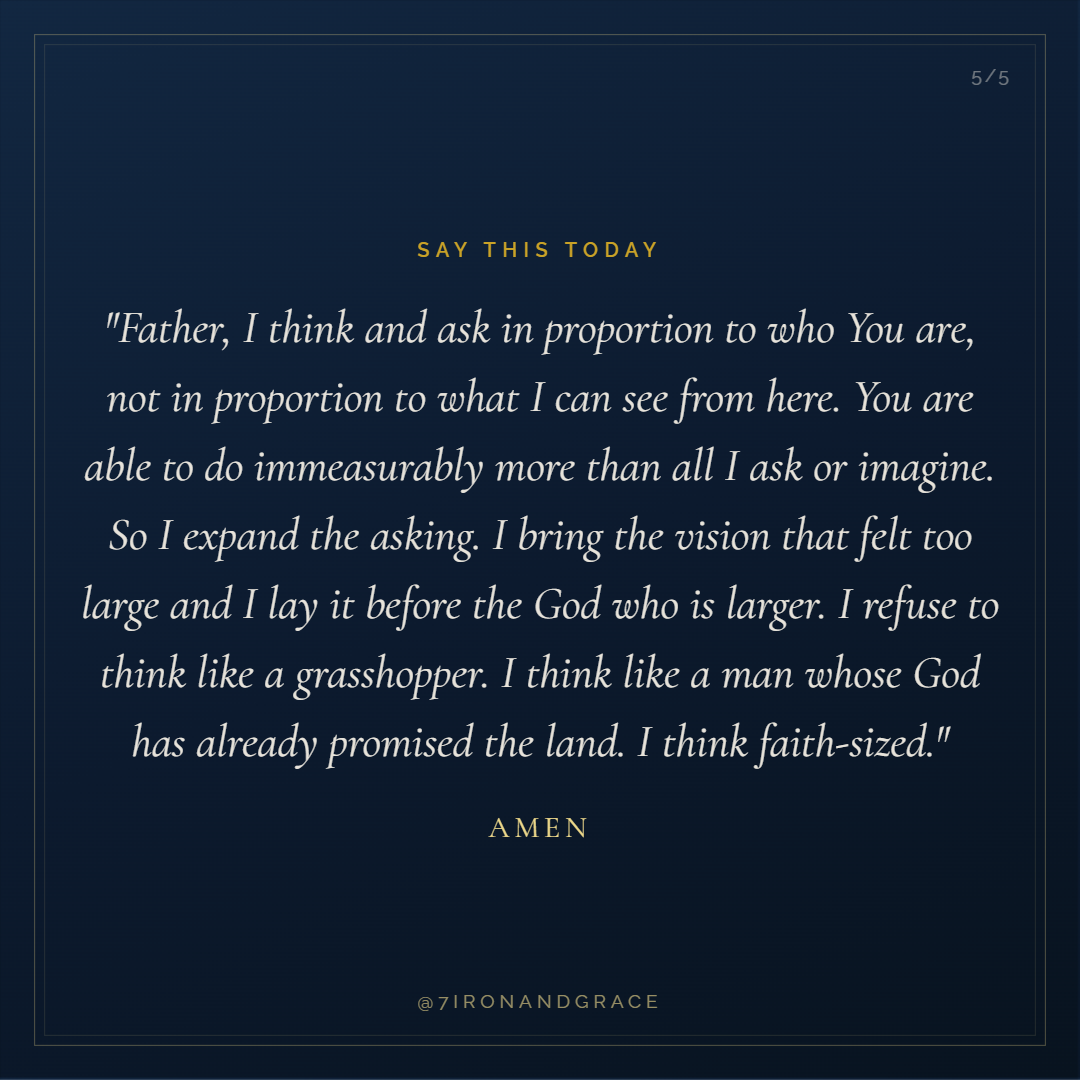 5/5
SAY THIS TODAY
"Father, I think and ask in proportion to who You are,
not in proportion to what I can see from here. You are
able to do immeasurably more than all I ask or imagine.
So I expand the asking. I bring the vision that felt too
large and I lay it before the God who is larger. I refuse to
think like a grasshopper. I think like a man whose God
has already promised the land. I think faith-sized."
AMEN
@7IRONANDGRACE